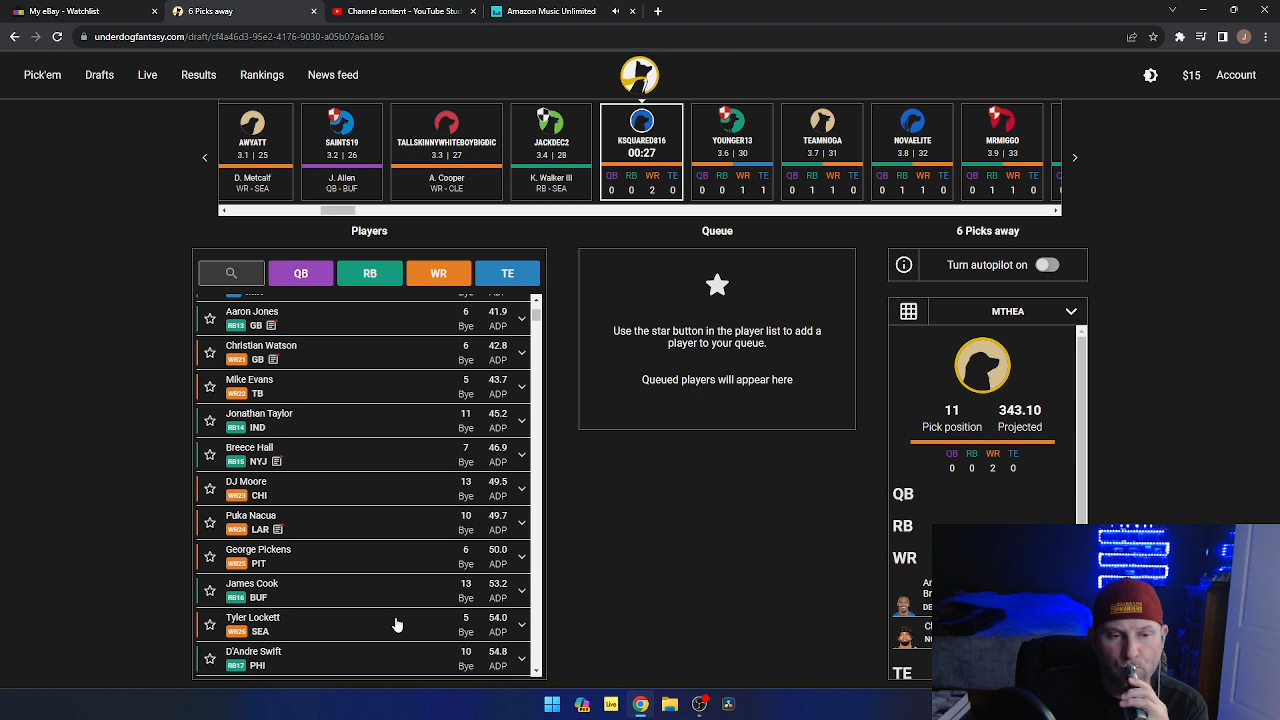 My eBay - Watchlist
6 Picks away
Channel content - YouTube Stud
Amazon Music Unlimited
underdogfantasy.com/draft/cf4a46d3-95e2-4176-9030-a05b07a6a186
J
Pick'em
Drafts
Live
Results
Rankings
News feed
$15
Account
AWYATT
3.1 | 25
D. Metcalf
WR - SEA
SAINTS19
3.2 | 26
J. Allen
QB - BUF
TALLSKINNYWHITEBOYBIGDIC
3.3 | 27
A. Cooper
WR - CLE
JACKDEC2
3.4 | 28
K. Walker III
RB - SEA
KSQUARED816
00:27
QB RB WR TE
0 0 2 0
YOUNGER13
3.6 | 30
QB RB WR TE
0 0 1 1
TEAMNOGA
3.7 | 31
QB RB WR TE
0 1 1 0
NOVAELITE
3.8 | 32
QB RB WR TE
0 1 1 0
MRMIGGO
3.9 | 33
QB RB WR TE
0 1 1 0
Players
QB
RB
WR
TE
Aaron Jones 6 41.9
RB13 GB Bye ADP
Christian Watson 6 42.8
WR21 GB Bye ADP
Mike Evans 5 43.7
WR22 TB Bye ADP
Jonathan Taylor 11 45.2
RB14 IND Bye ADP
Breece Hall 7 46.9
RB15 NYJ Bye ADP
DJ Moore 13 49.5
WR23 CHI Bye ADP
Puka Nacua 10 49.7
WR24 LAR Bye ADP
George Pickens 6 50.0
WR25 PIT Bye ADP
James Cook 13 53.2
RB16 BUF Bye ADP
Tyler Lockett 5 54.0
WR26 SEA Bye ADP
D'Andre Swift 10 54.8
RB17 PHI Bye ADP
Queue
Use the star button in the player list to add a
player to your queue.
Queued players will appear here
6 Picks away
Turn autopilot on
MTHEA
11 343.10
Pick position Projected
QB RB WR TE
0 0 2 0
QB
RB
WR
TE